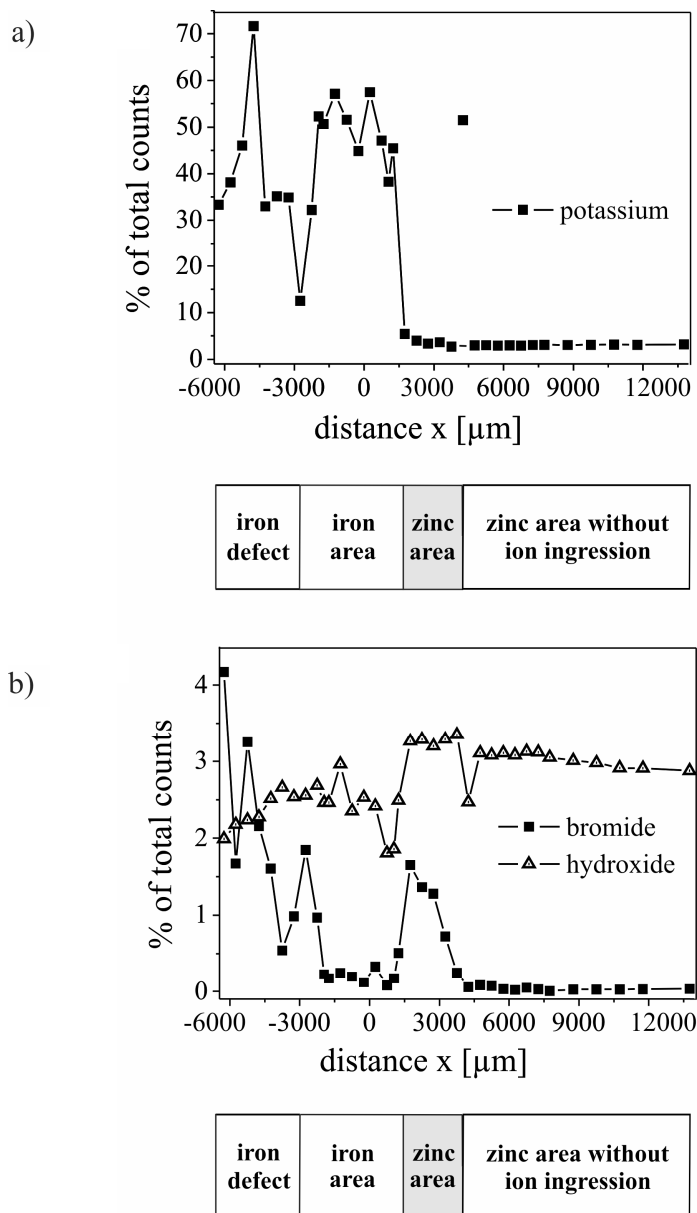 a)
% of total counts
70
60
50
40
30
20
10
0
potassium
-6000 -3000 0 3000 6000 9000 12000
distance x [µm]
iron defect
iron area
zinc area
zinc area without ion ingression
b)
% of total counts
4
3
2
1
0
bromide
hydroxide
-6000 -3000 0 3000 6000 9000 12000
distance x [µm]
iron defect
iron area
zinc area
zinc area without ion ingression